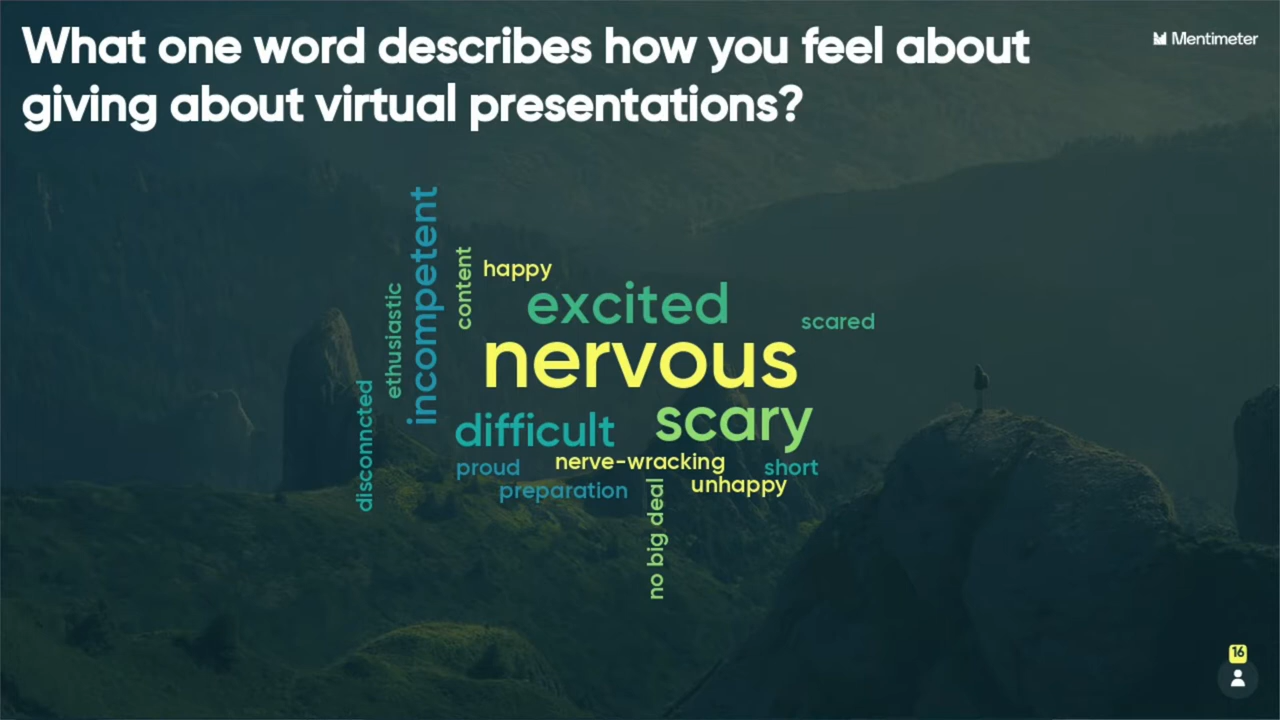 What one word describes how you feel about
giving about virtual presentations?
Mentimeter
incompetent
content
happy
ethusiastic
excited
scared
nervous
disconncted
difficult
scary
proud
nerve-wracking
short
preparation
unhappy
no big deal
16